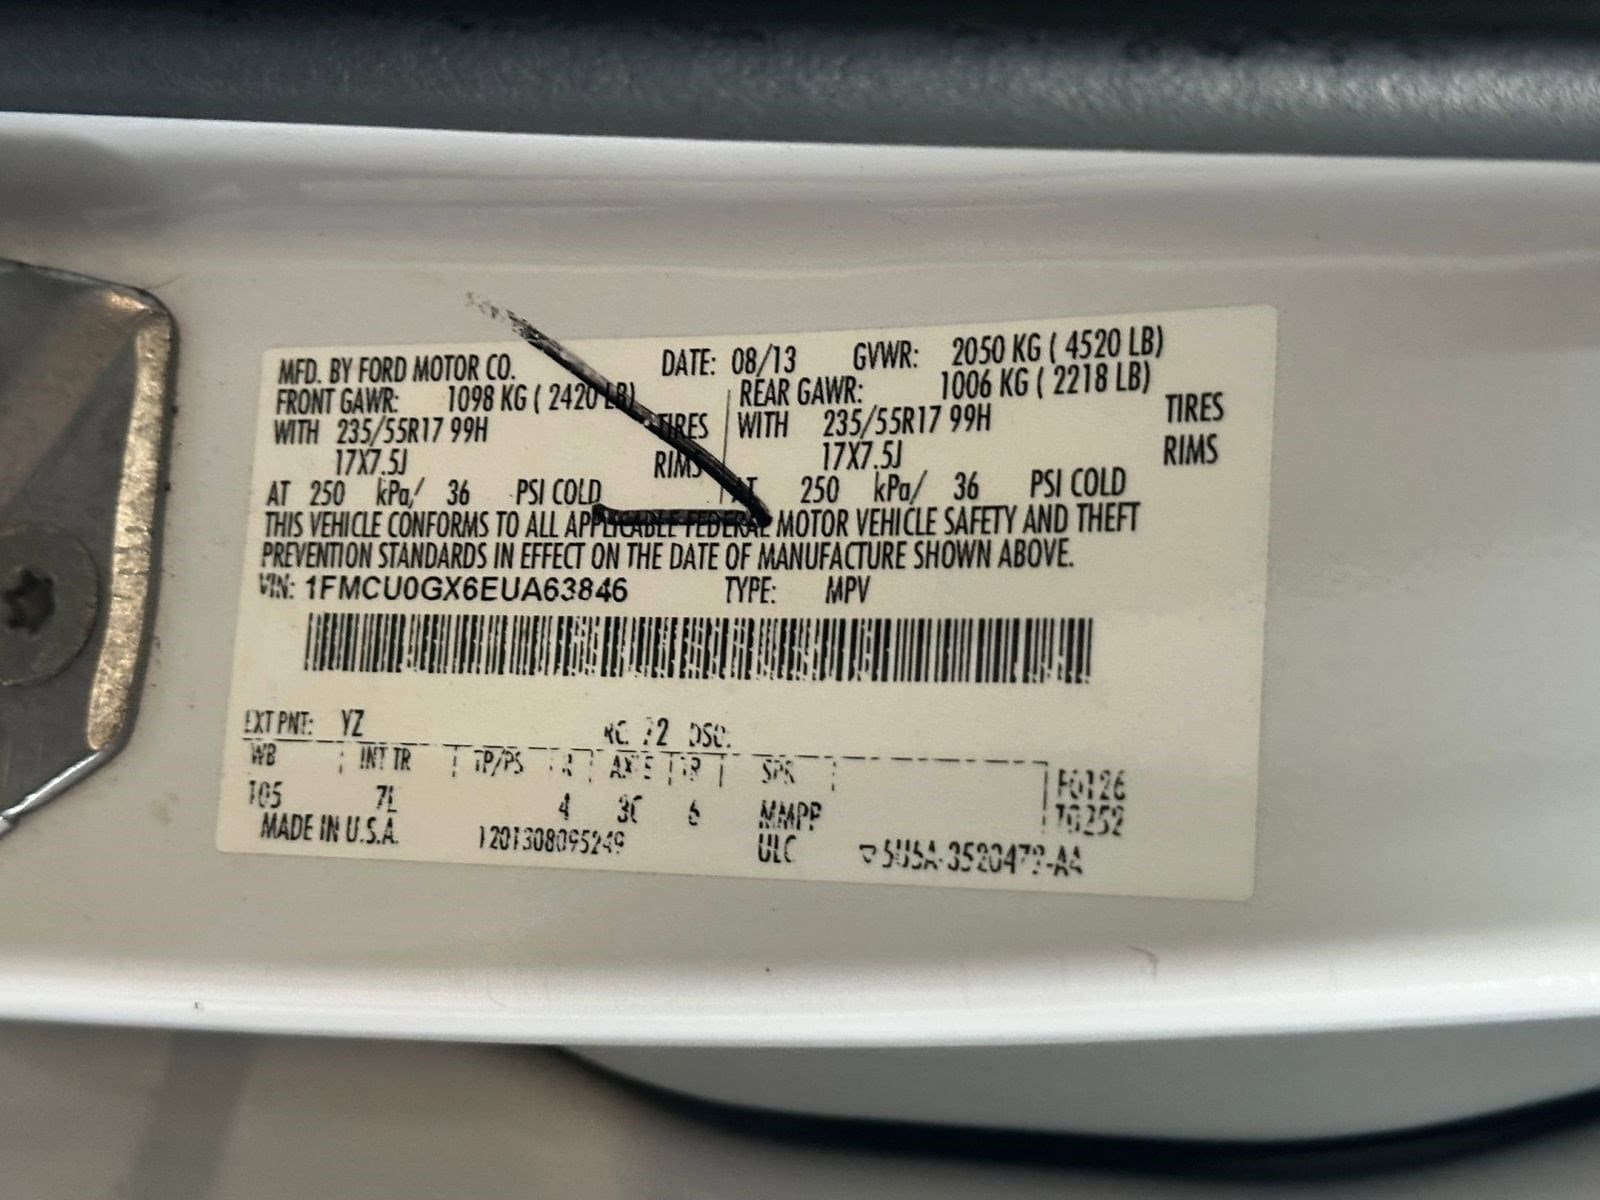 MFD. BY FORD MOTOR CO. DATE: 08/13 GVWR: 2050 KG ( 4520 LB)
FRONT GAWR: 1098 KG ( 2420 LB) REAR GAWR: 1006 KG ( 2218 LB)
WITH 235/55R17 99H TIRES WITH 235/55R17 99H TIRES
17X7.5J RIMS 17X7.5J RIMS
AT 250 kPa/ 36 PSI COLD AT 250 kPa/ 36 PSI COLD
THIS VEHICLE CONFORMS TO ALL APPLICABLE FEDERAL MOTOR VEHICLE SAFETY AND THEFT
PREVENTION STANDARDS IN EFFECT ON THE DATE OF MANUFACTURE SHOWN ABOVE.
VIN: 1FMCU0GX6EUA63846 TYPE: MPV
EXT PNT: YZ RC: DSO:
WB INT TR TP/PS AXLE TR SPR
105 7L 4 6 MMPP
MADE IN U.S.A. 1201308095249 ULC